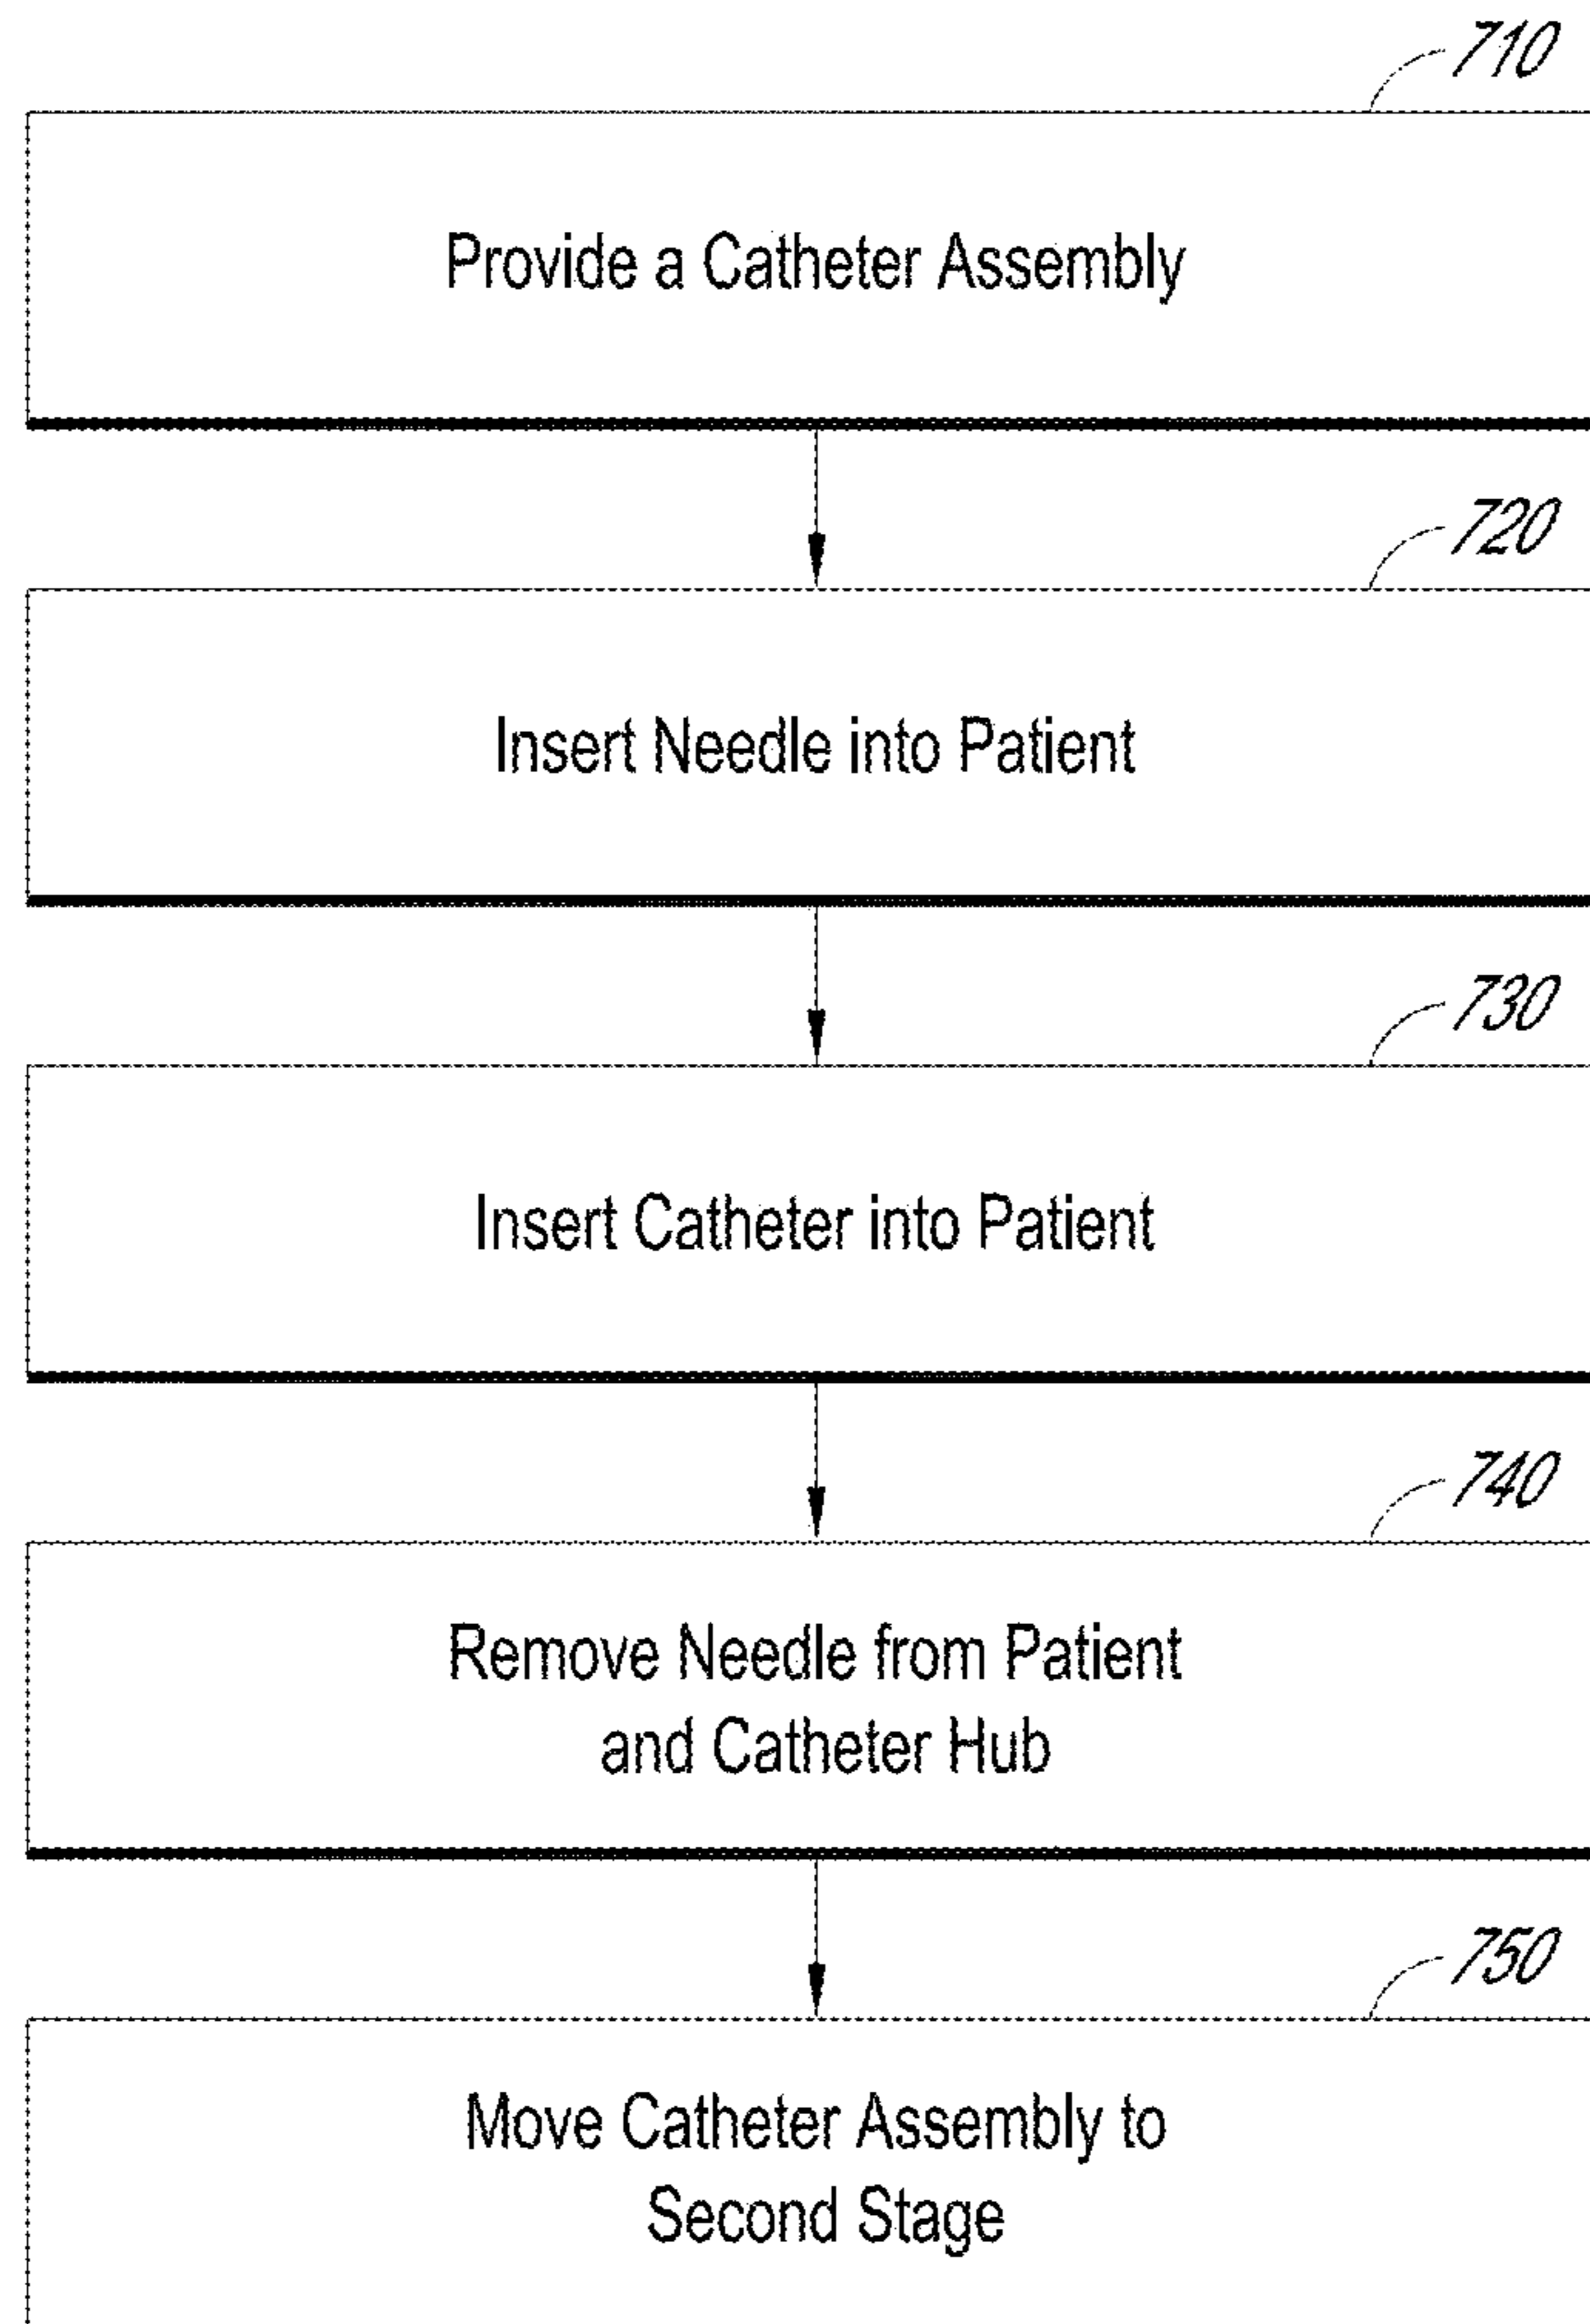 710
Provide a Catheter Assembly
720
Insert Needle into Patient
730
Insert Catheter into Patient
740
Remove Needle from Patient
and Catheter Hub
750
Move Catheter Assembly to
Second Stage